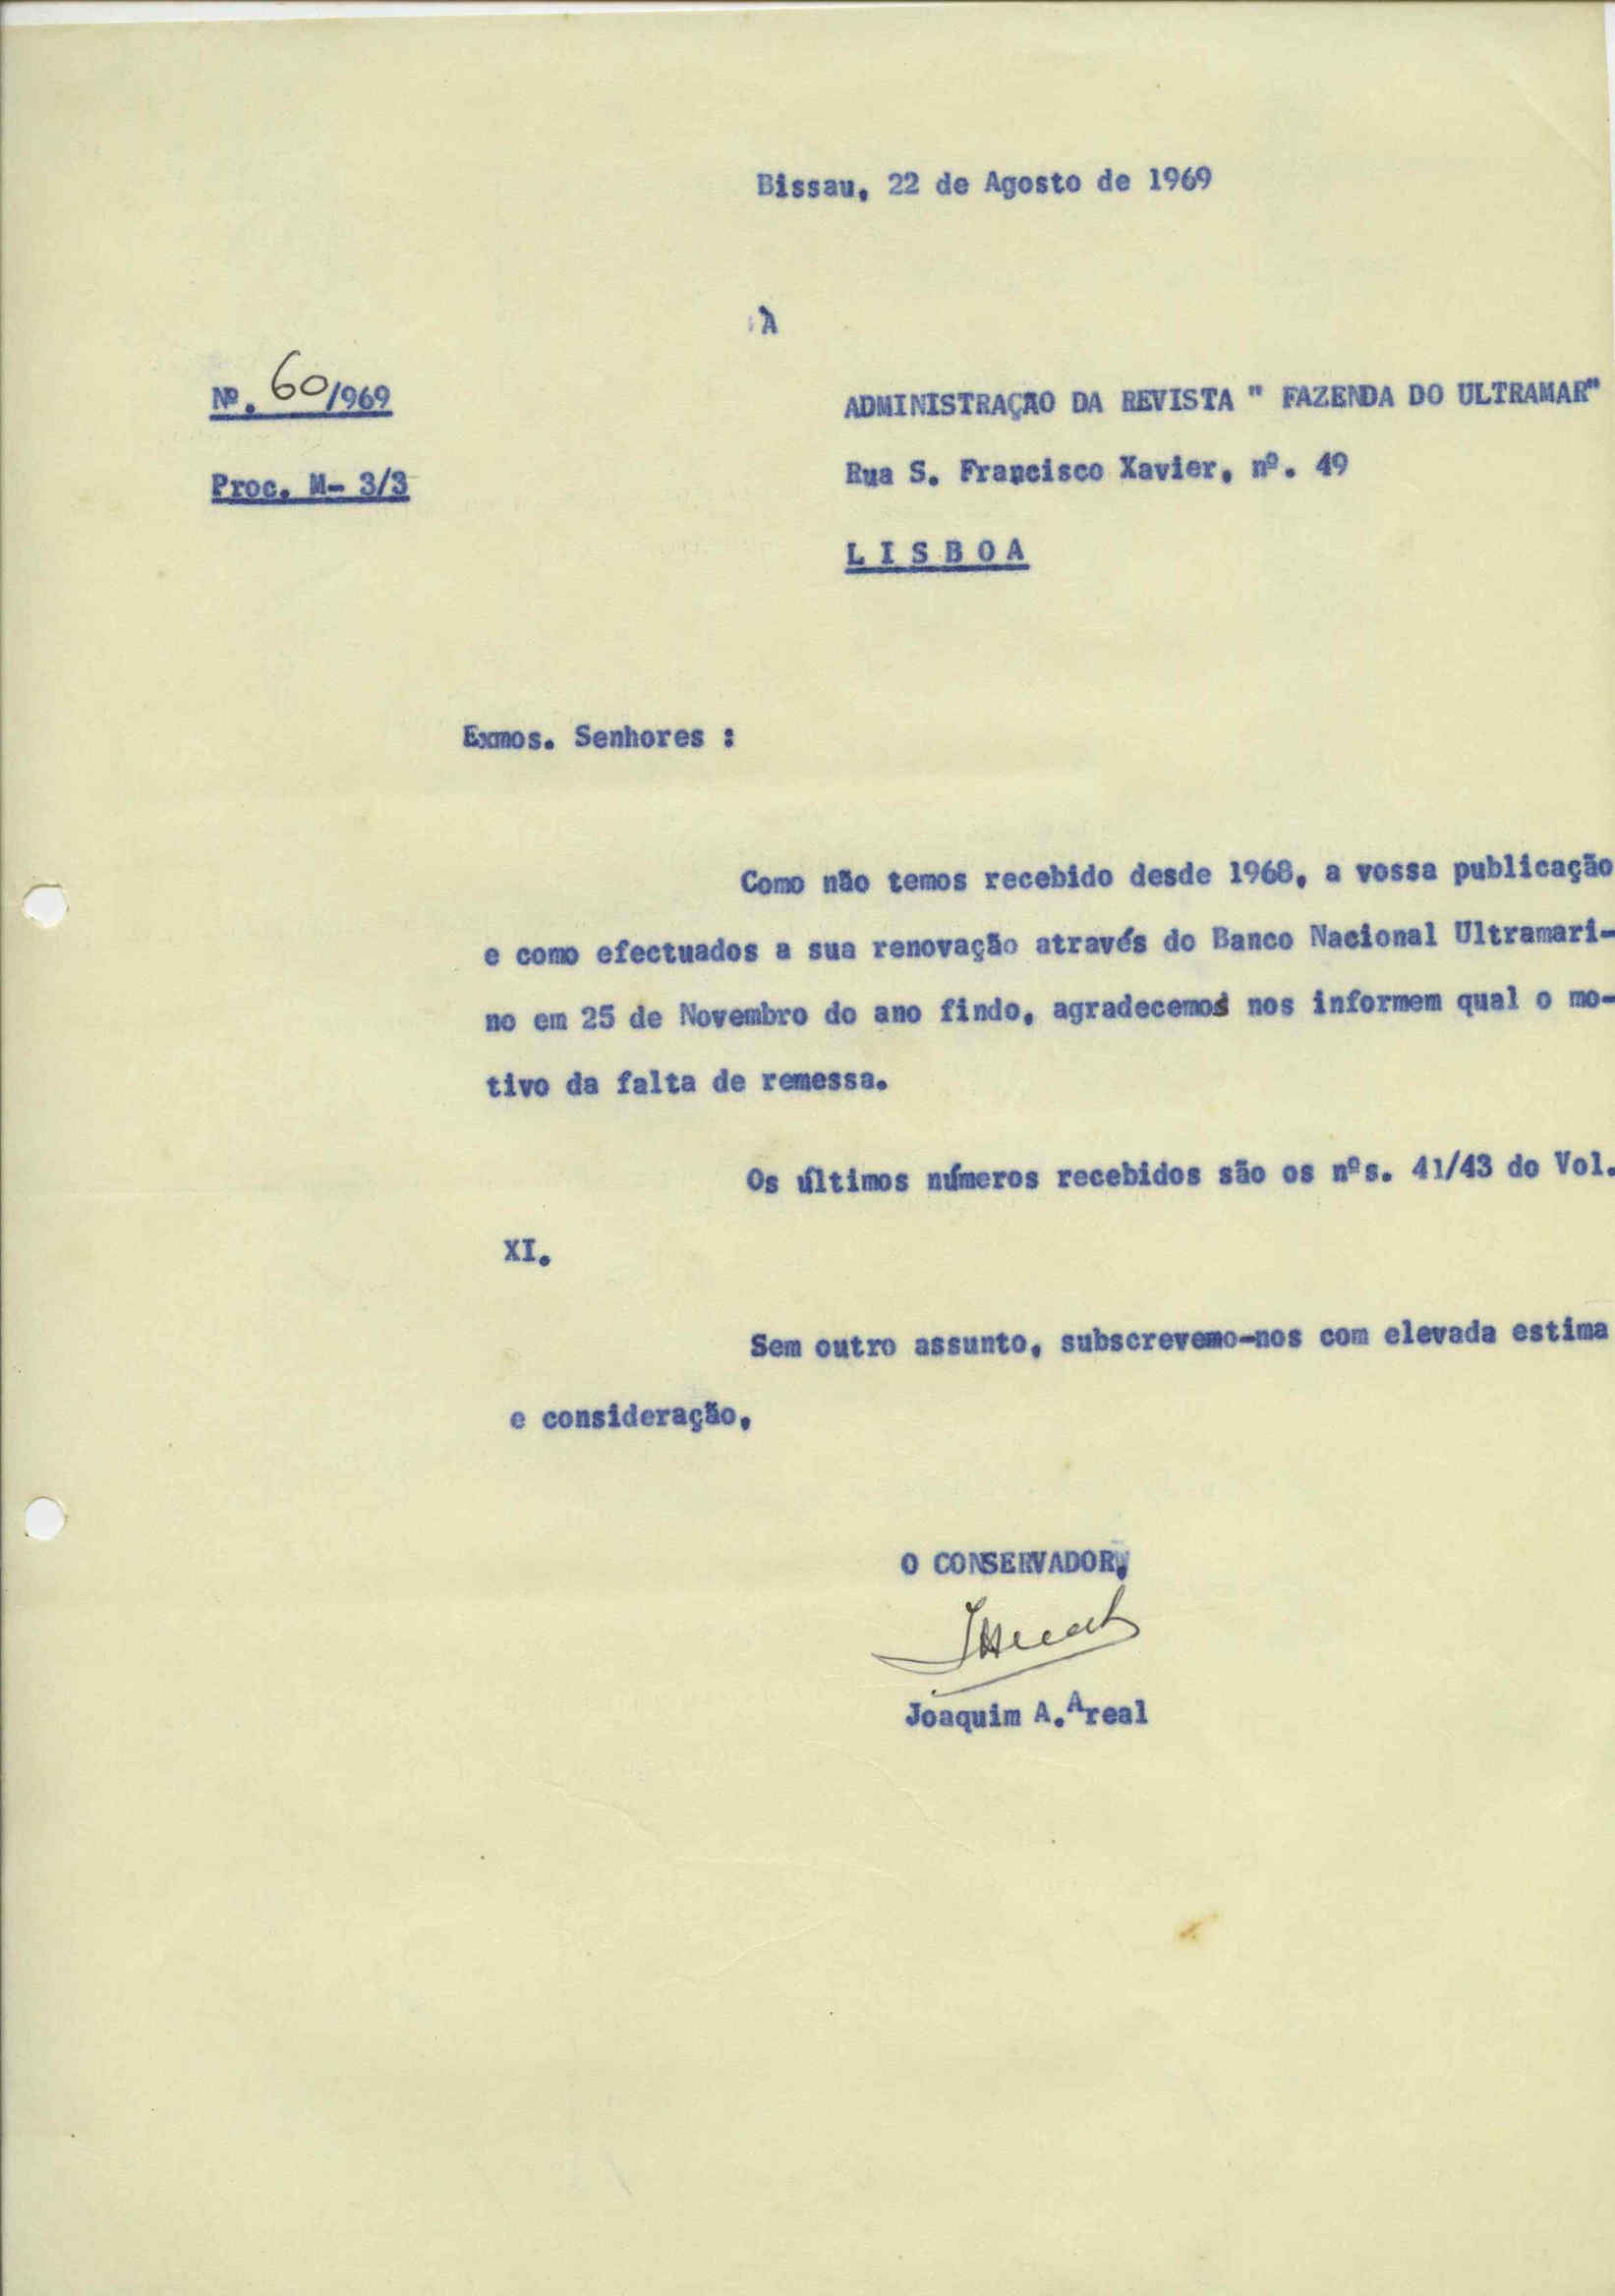 Bissau, 22 de Agosto de 1969
À
Nº. 60/969
ADMINISTRAÇÃO DA REVISTA " FAZENDA DO ULTRAMAR"
Proc. M- 3/3
Rua S. Francisco Xavier, nº. 49
L I S B O A
Exmos. Senhores :
Como não temos recebido desde 1968, a vossa publicação
e como efectuados a sua renovação através do Banco Nacional Ultramari-
no em 25 de Novembro do ano findo, agradecemos nos informem qual o mo-
tivo da falta de remessa.
Os últimos números recebidos são os nºs. 41/43 do Vol.
XI.
Sem outro assunto, subscrevemo-nos com elevada estima
e consideração,
O CONSERVADOR,
Joaquim A. Areal